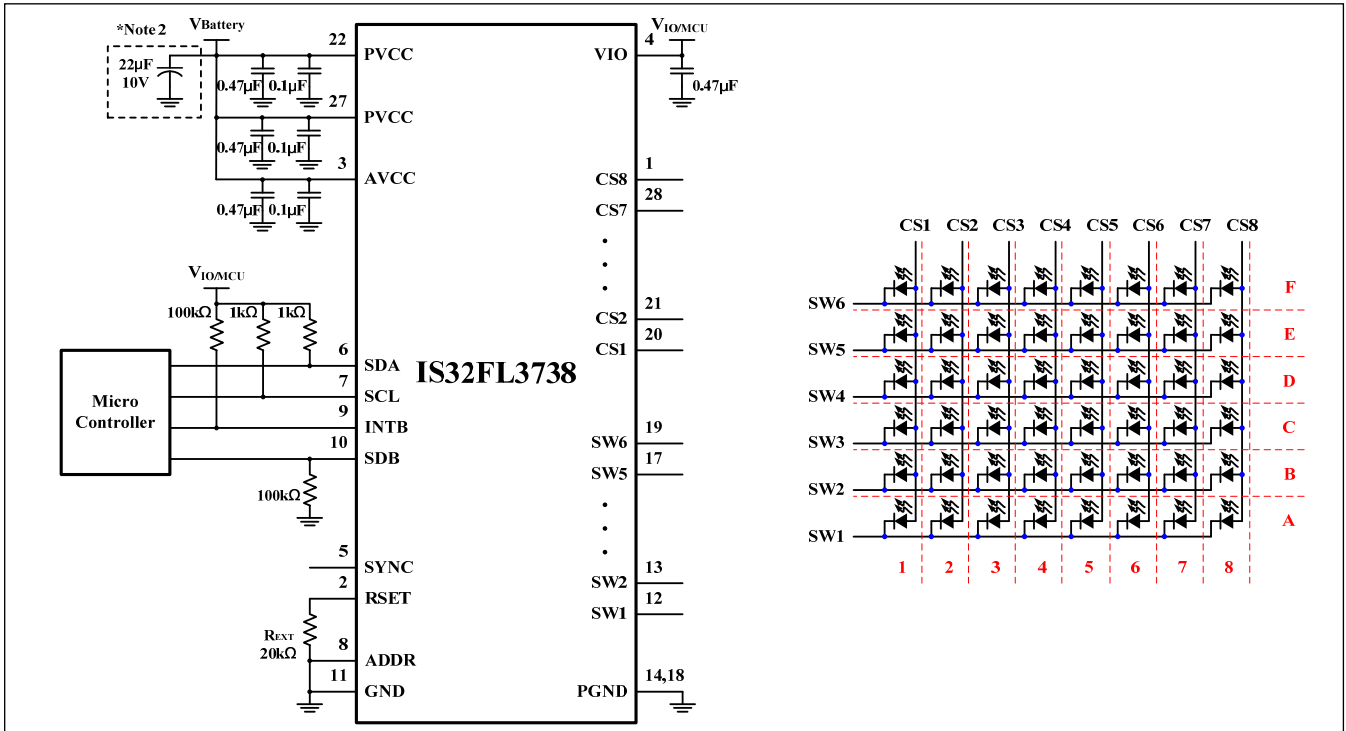 *Note 2
VBattery
22μF
10V
0.47μF
0.1μF
0.47μF
0.1μF
0.47μF
0.1μF
22
PVCC
27
PVCC
3
AVCC
VIO/MCU
100kΩ
1kΩ
1kΩ
Micro
Controller
6
SDA
7
SCL
9
INTB
10
SDB
100kΩ
5
SYNC
2
RSET
REXT
20kΩ
8
ADDR
11
GND
IS32FL3738
VIO/MCU
4
VIO
0.47μF
1
CS8
28
CS7
21
CS2
20
CS1
19
SW6
17
SW5
13
SW2
12
SW1
14,18
PGND
CS1 CS2 CS3 CS4 CS5 CS6 CS7 CS8
SW6 F
SW5 E
SW4 D
SW3 C
SW2 B
SW1 A
1 2 3 4 5 6 7 8